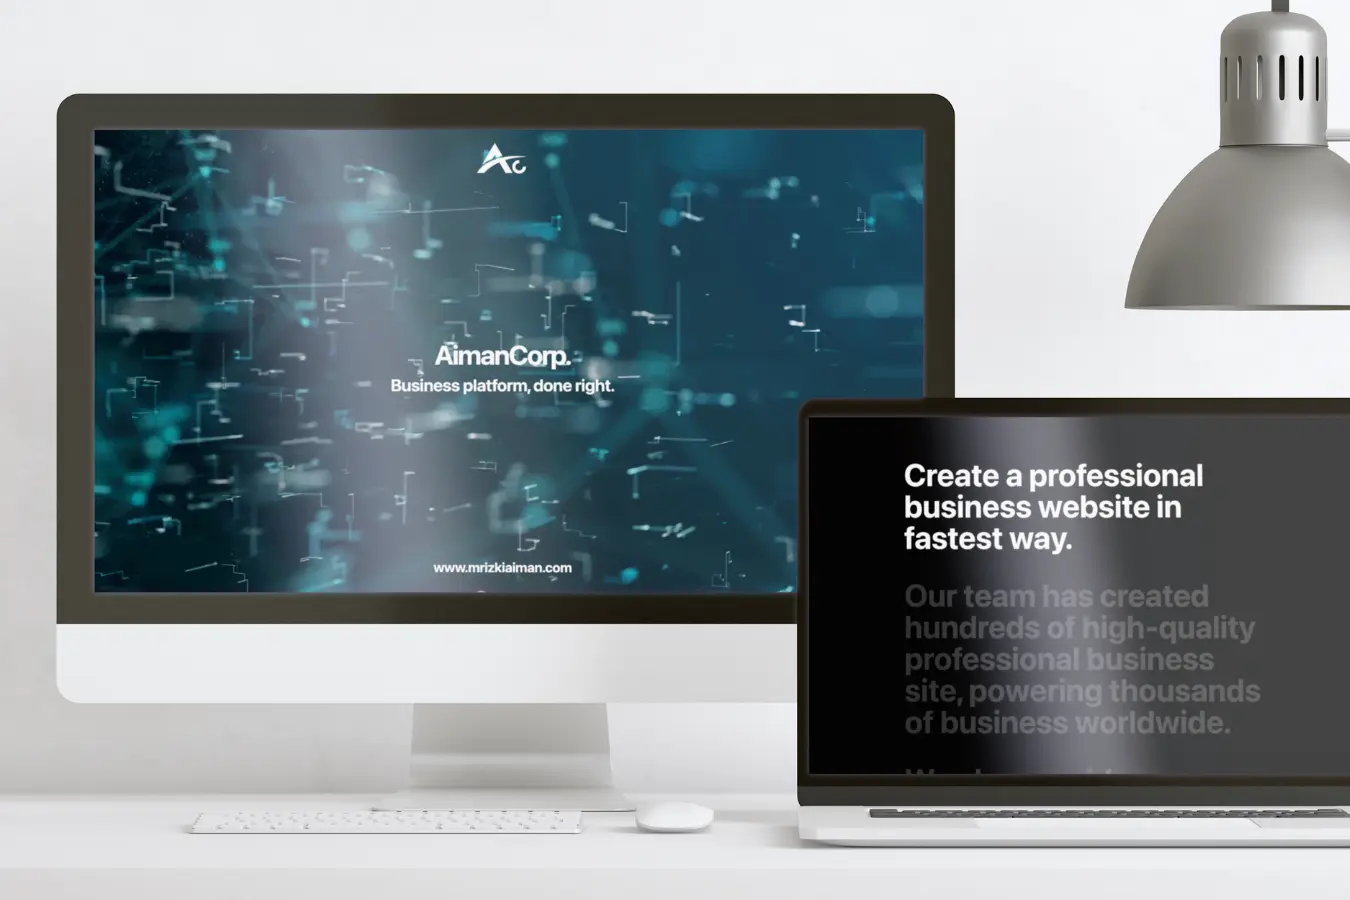 Ac
AimanCorp.
Business platform, done right.
www.mrizkiaiman.com
Create a professional
business website in
fastest way.
Our team has created
hundreds of high-quality
professional business
site, powering thousands
of business worldwide.